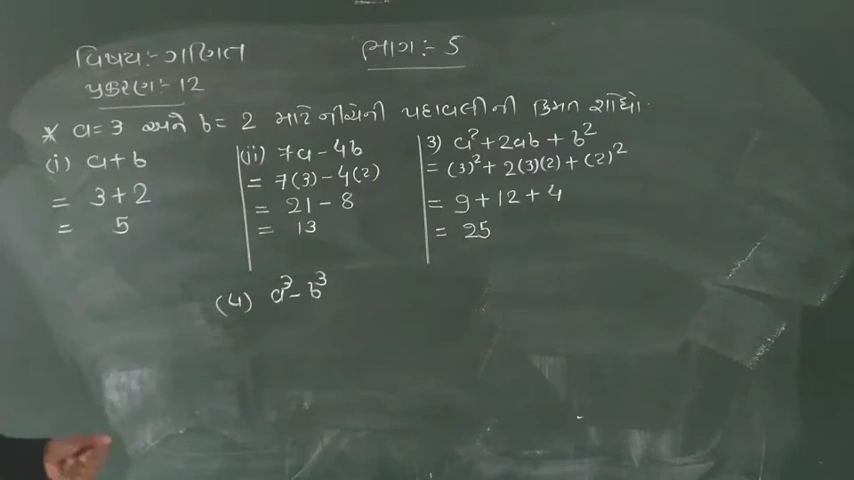 વિષય:- ગણિત
ભાગ:- 5
પ્રકરણ:- 12
* a=3 અને b=2 માટે નીચેની પદાવલીની કિંમત શોધો.
(i) a+b
= 3+2
= 5
(ii) 7a-4b
= 7(3)-4(2)
= 21-8
= 13
3) a²+2ab+b²
= (3)²+2(3)(2)+(2)²
= 9+12+4
= 25
(4) a³-b³